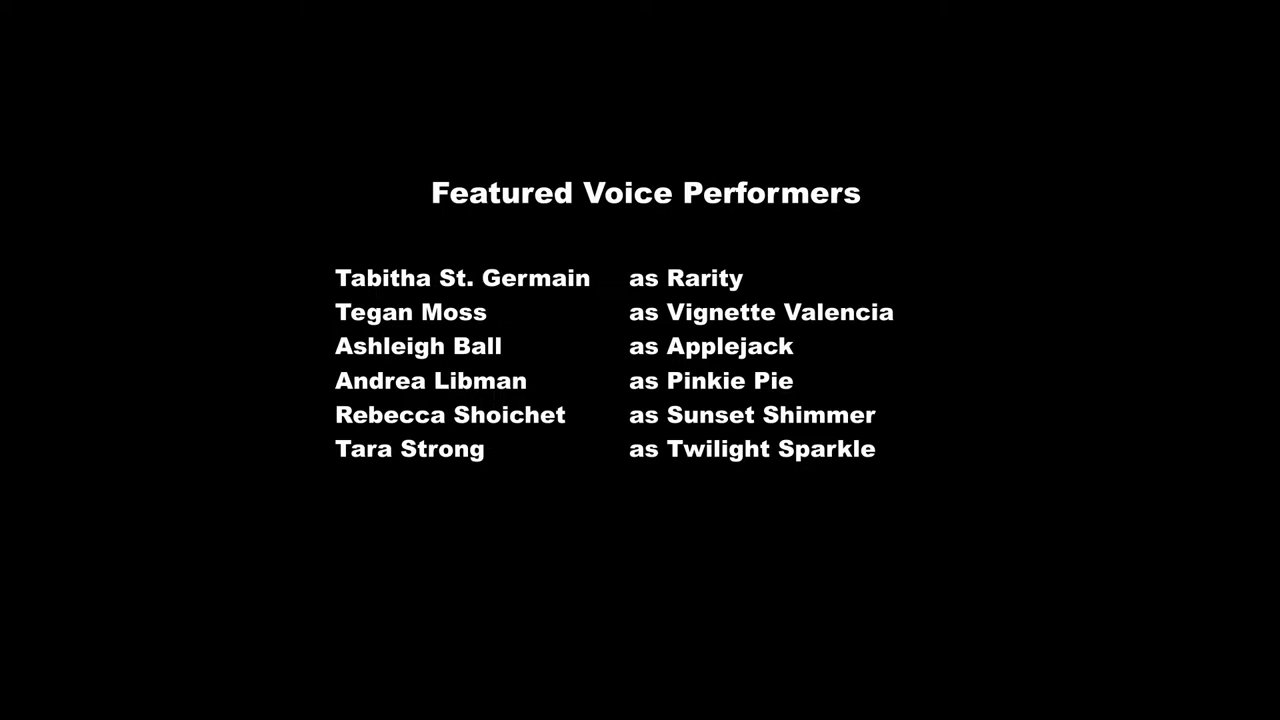 Featured Voice Performers
Tabitha St. Germain as Rarity
Tegan Moss as Vignette Valencia
Ashleigh Ball as Applejack
Andrea Libman as Pinkie Pie
Rebecca Shoichet as Sunset Shimmer
Tara Strong as Twilight Sparkle